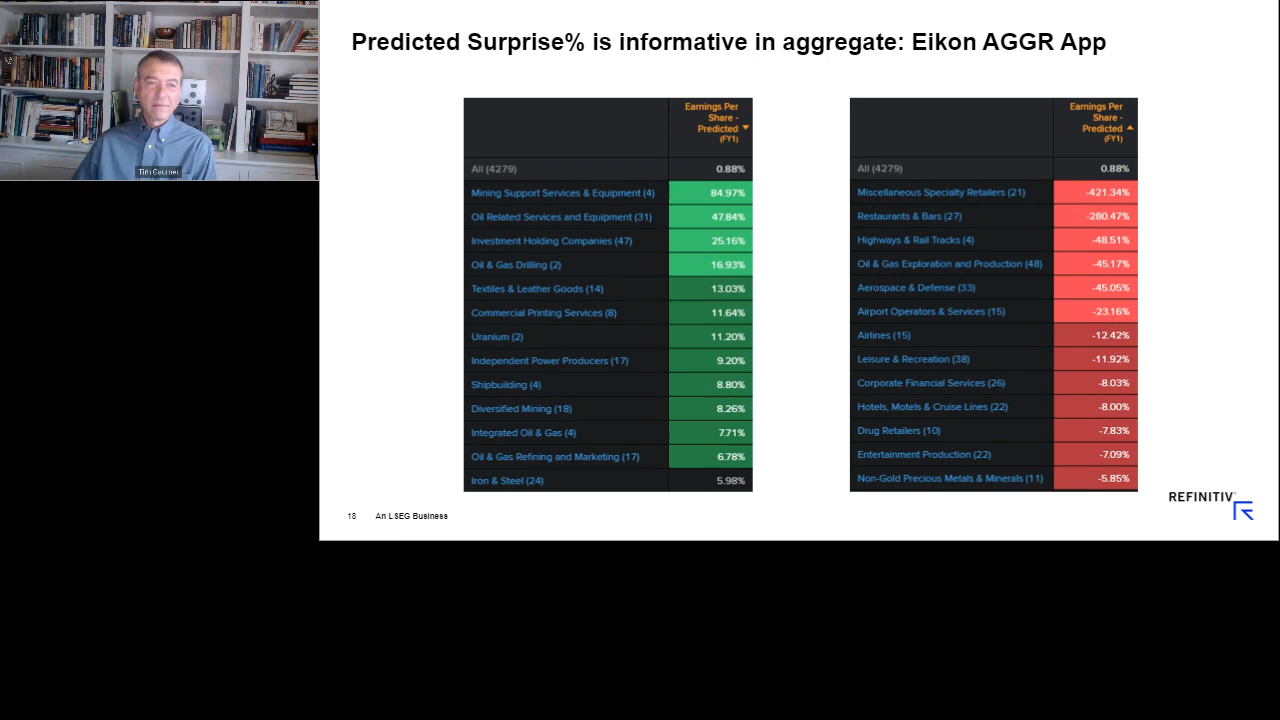 Predicted Surprise% is informative in aggregate: Eikon AGGR App
Tim Gaumer
Earnings Per
Share -
Predicted
(FY1)
All (4279) 0.88%
Mining Support Services & Equipment (4) 84.97%
Oil Related Services and Equipment (31) 47.84%
Investment Holding Companies (47) 25.16%
Oil & Gas Drilling (2) 16.93%
Textiles & Leather Goods (14) 13.03%
Commercial Printing Services (8) 11.64%
Uranium (2) 11.20%
Independent Power Producers (17) 9.20%
Shipbuilding (4) 8.80%
Diversified Mining (18) 8.26%
Integrated Oil & Gas (4) 7.71%
Oil & Gas Refining and Marketing (17) 6.78%
Iron & Steel (24) 5.98%
Earnings Per
Share -
Predicted
(FY1)
All (4279) 0.88%
Miscellaneous Specialty Retailers (21) -421.34%
Restaurants & Bars (27) -280.47%
Highways & Rail Tracks (4) -48.51%
Oil & Gas Exploration and Production (48) -45.17%
Aerospace & Defense (33) -45.05%
Airport Operators & Services (15) -23.16%
Airlines (15) -12.42%
Leisure & Recreation (38) -11.92%
Corporate Financial Services (26) -8.03%
Hotels, Motels & Cruise Lines (22) -8.00%
Drug Retailers (10) -7.83%
Entertainment Production (22) -7.09%
Non-Gold Precious Metals & Minerals (11) -5.85%
REFINITIV
18 An LSEG Business